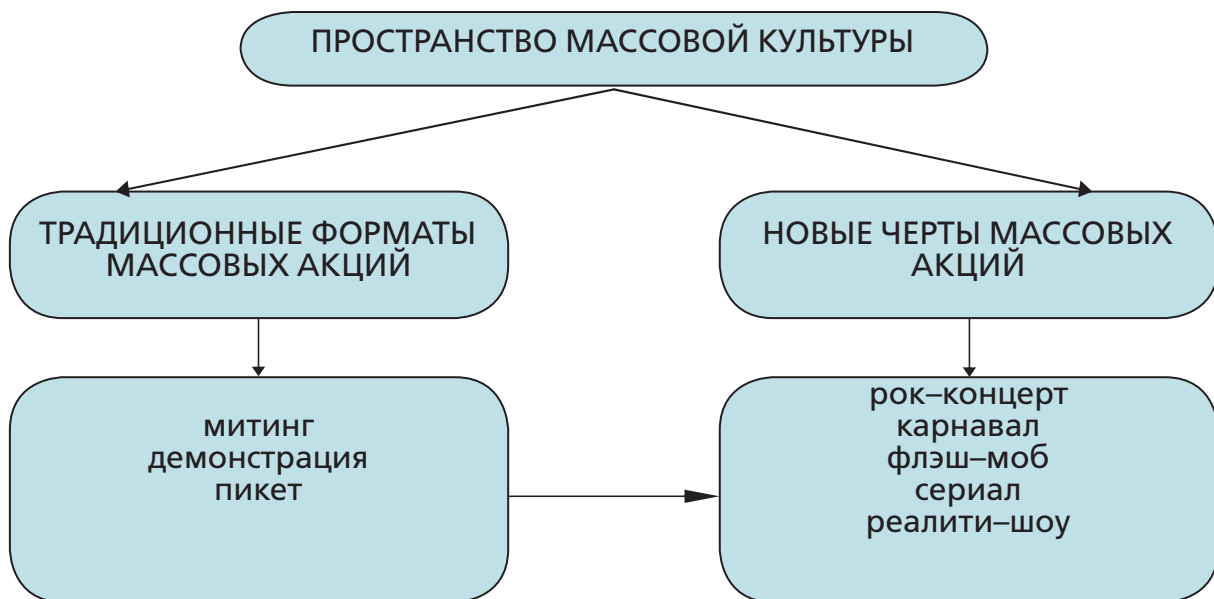 ПРОСТРАНСТВО МАССОВОЙ КУЛЬТУРЫ
ТРАДИЦИОННЫЕ ФОРМАТЫ
МАССОВЫХ АКЦИЙ
НОВЫЕ ЧЕРТЫ МАССОВЫХ
АКЦИЙ
митинг
демонстрация
пикет
рок–концерт
карнавал
флэш–моб
сериал
реалити–шоу